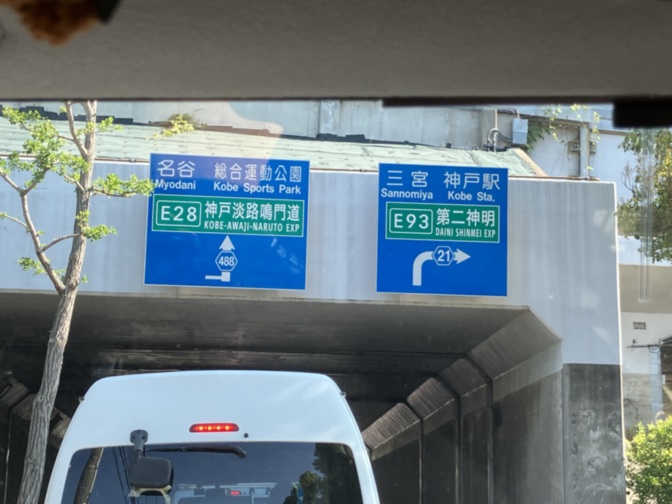 名谷 総合運動公園
Myodani Kobe Sports Park
E28 神戸淡路鳴門道
KOBE-AWAJI-NARUTO EXP
488
三宮 神戸駅
Sannomiya Kobe Sta.
E93 第二神明
DAINI SHINMEI EXP
21